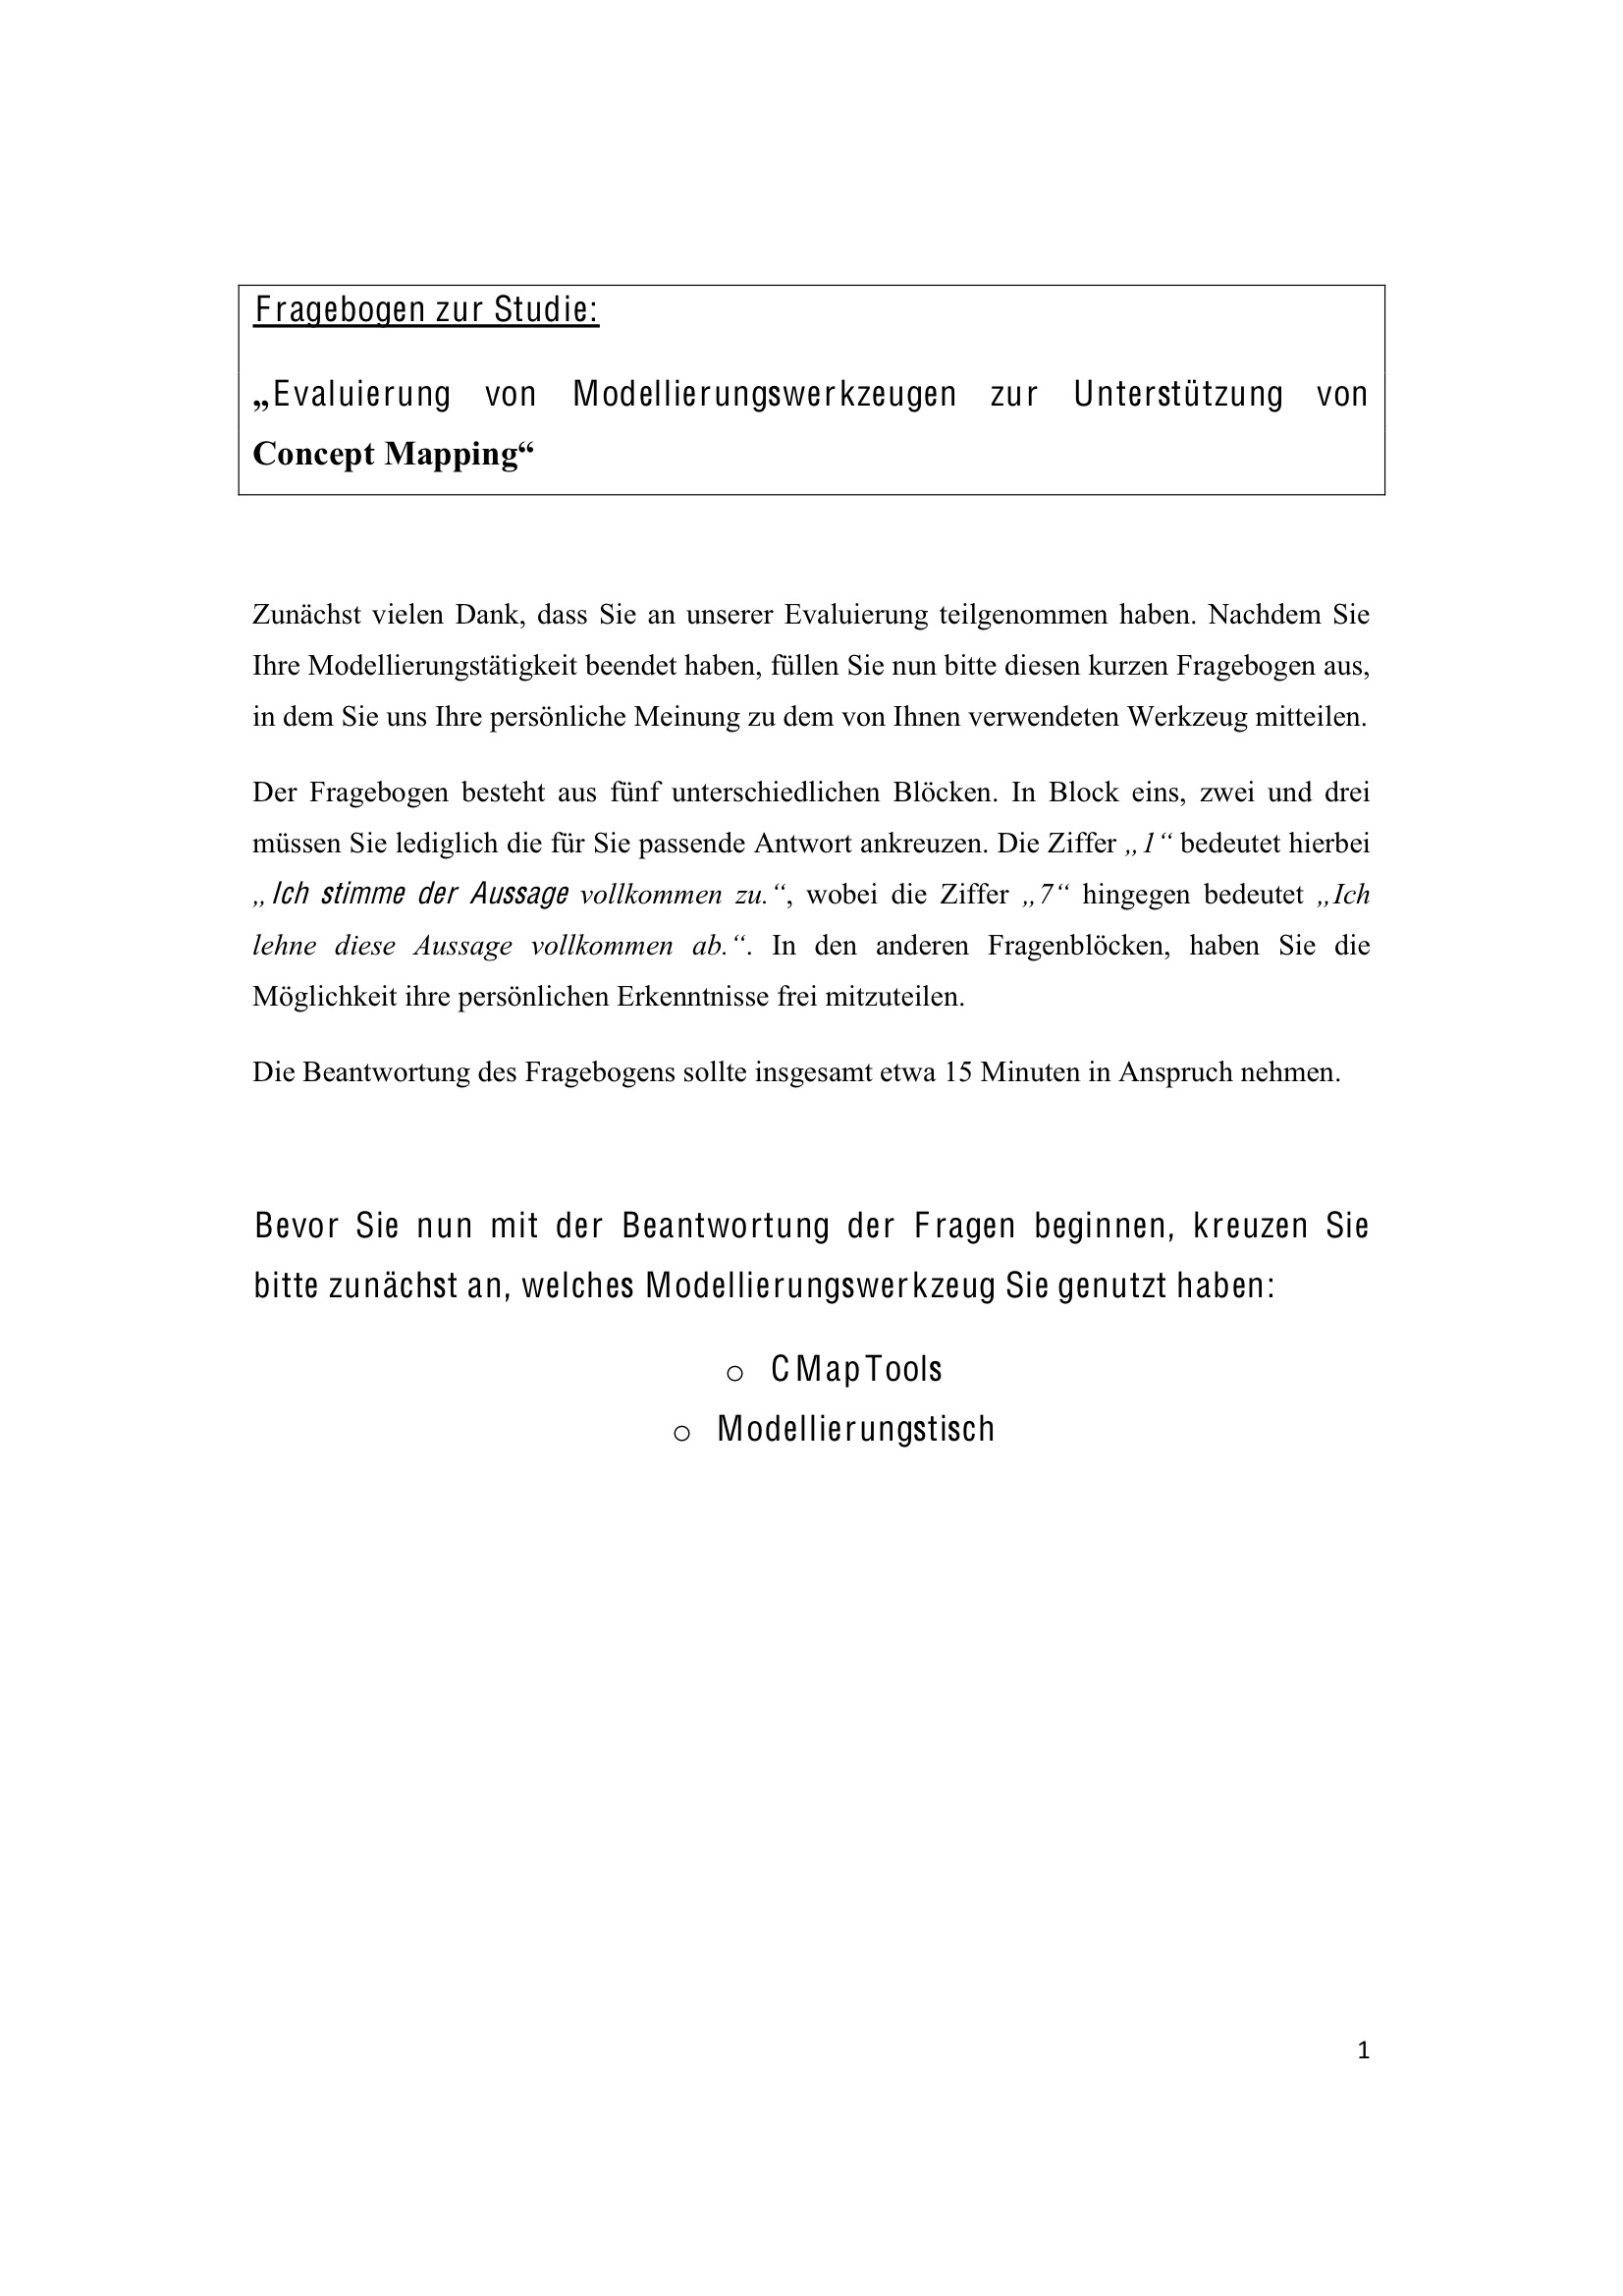 Fragebogen zur Studie:
„Evaluierung von Modellierungswerkzeugen zur Unterstützung von
Concept Mapping“
Zunächst vielen Dank, dass Sie an unserer Evaluierung teilgenommen haben. Nachdem Sie
Ihre Modellierungstätigkeit beendet haben, füllen Sie nun bitte diesen kurzen Fragebogen aus,
in dem Sie uns Ihre persönliche Meinung zu dem von Ihnen verwendeten Werkzeug mitteilen.
Der Fragebogen besteht aus fünf unterschiedlichen Blöcken. In Block eins, zwei und drei
müssen Sie lediglich die für Sie passende Antwort ankreuzen. Die Ziffer „1“ bedeutet hierbei
„Ich stimme der Aussage vollkommen zu.“, wobei die Ziffer „7“ hingegen bedeutet „Ich
lehne diese Aussage vollkommen ab.“. In den anderen Fragenblöcken, haben Sie die
Möglichkeit ihre persönlichen Erkenntnisse frei mitzuteilen.
Die Beantwortung des Fragebogens sollte insgesamt etwa 15 Minuten in Anspruch nehmen.
Bevor Sie nun mit der Beantwortung der Fragen beginnen, kreuzen Sie
bitte zunächst an, welches Modellierungswerkzeug Sie genutzt haben:
○ CMapTools
○ Modellierungstisch
1